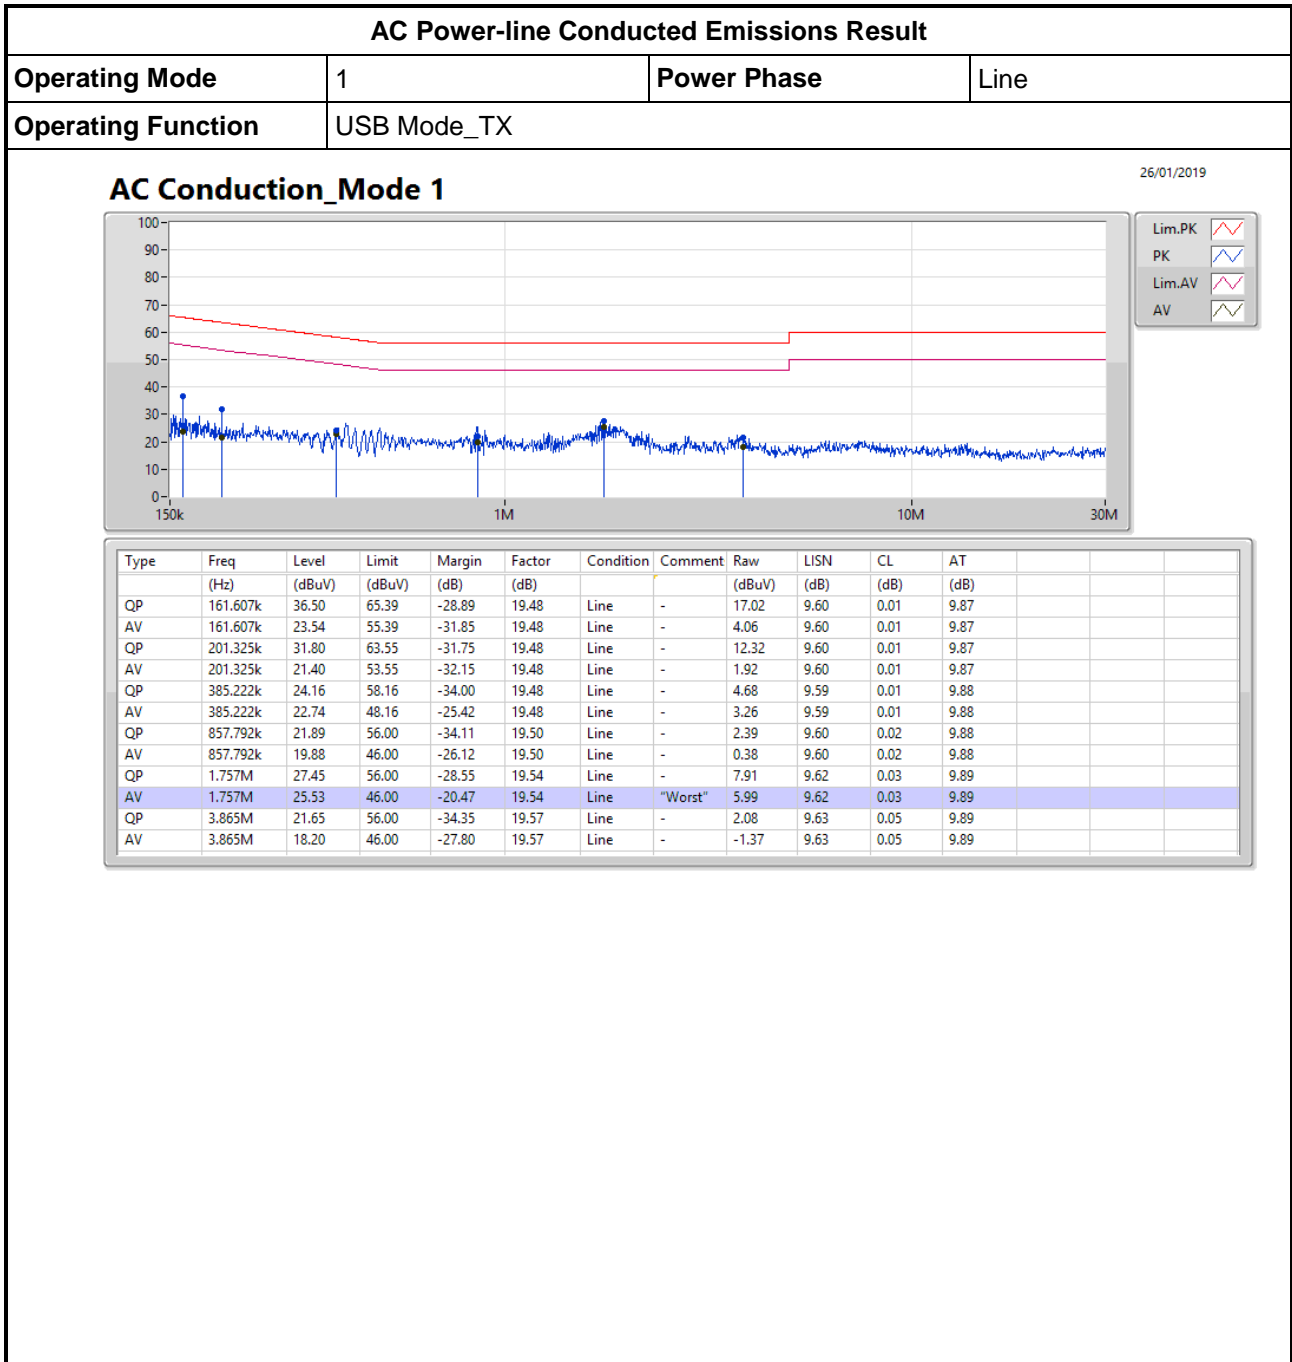 AC Power-line Conducted Emissions Result
Operating Mode 1 Power Phase Line
Operating Function USB Mode_TX
26/01/2019
AC Conduction_Mode 1
100
90
80
70
60
50
40
30
20
10
0
150k 1M 10M 30M
Lim.PK
PK
Lim.AV
AV
Type Freq Level Limit Margin Factor Condition Comment Raw LISN CL AT
(Hz) (dBuV) (dBuV) (dB) (dB) (dBuV) (dB) (dB) (dB)
QP 161.607k 36.50 65.39 -28.89 19.48 Line - 17.02 9.60 0.01 9.87
AV 161.607k 23.54 55.39 -31.85 19.48 Line - 4.06 9.60 0.01 9.87
QP 201.325k 31.80 63.55 -31.75 19.48 Line - 12.32 9.60 0.01 9.87
AV 201.325k 21.40 53.55 -32.15 19.48 Line - 1.92 9.60 0.01 9.87
QP 385.222k 24.16 58.16 -34.00 19.48 Line - 4.68 9.59 0.01 9.88
AV 385.222k 22.74 48.16 -25.42 19.48 Line - 3.26 9.59 0.01 9.88
QP 857.792k 21.89 56.00 -34.11 19.50 Line - 2.39 9.60 0.02 9.88
AV 857.792k 19.88 46.00 -26.12 19.50 Line - 0.38 9.60 0.02 9.88
QP 1.757M 27.45 56.00 -28.55 19.54 Line - 7.91 9.62 0.03 9.89
AV 1.757M 25.53 46.00 -20.47 19.54 Line "Worst" 5.99 9.62 0.03 9.89
QP 3.865M 21.65 56.00 -34.35 19.57 Line - 2.08 9.63 0.05 9.89
AV 3.865M 18.20 46.00 -27.80 19.57 Line - -1.37 9.63 0.05 9.89